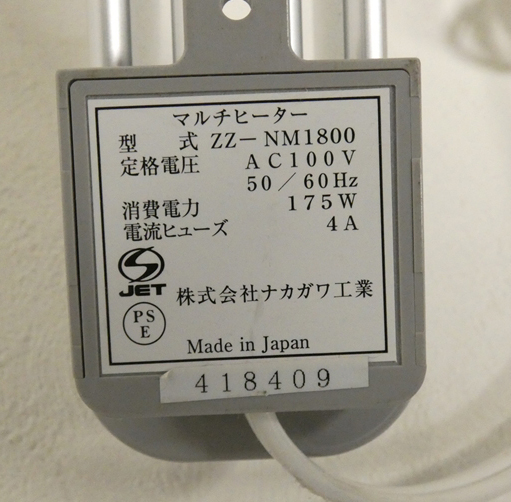 マルチヒーター
型 式 ZZ-NM1800
定格電圧 AC100V
50/60Hz
消費電力 175W
電流ヒューズ 4A
JET
株式会社ナカガワ工業
PS
E
Made in Japan
418409